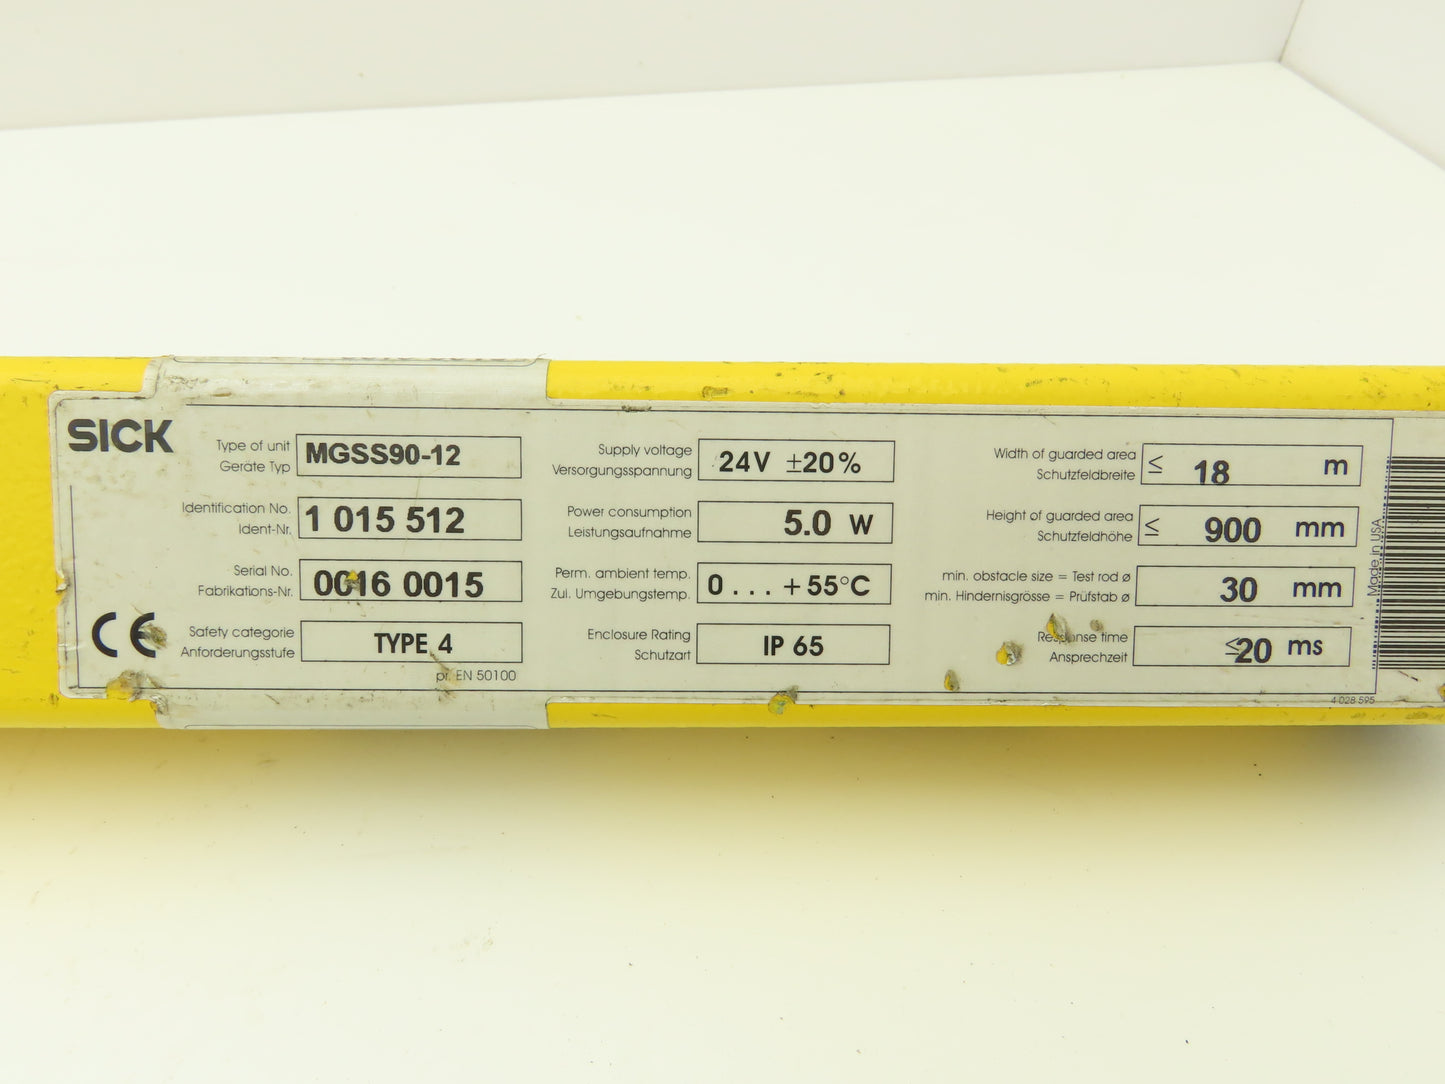 SICK
Type of unit
Geräte Typ
MGSS90-12
Identification No.
Ident-Nr.
1 015 512
Serial No.
Fabrikations-Nr.
0016 0015
CE
Safety categorie
Anforderungsstufe
TYPE 4
pr. EN 50100
Supply voltage
Versorgungsspannung
24V ±20%
Power consumption
Leistungsaufnahme
5.0 W
Perm. ambient temp.
Zul. Umgebungstemp.
0 . . . +55°C
Enclosure Rating
Schutzart
IP 65
Width of guarded area
Schutzfeldbreite
≤ 18 m
Height of guarded area
Schutzfeldhöhe
≤ 900 mm
min. obstacle size = Test rod ø
min. Hindernisgrösse = Prüfstab ø
30 mm
Response time
Ansprechzeit
≤20 ms
Made in USA
4 028 595